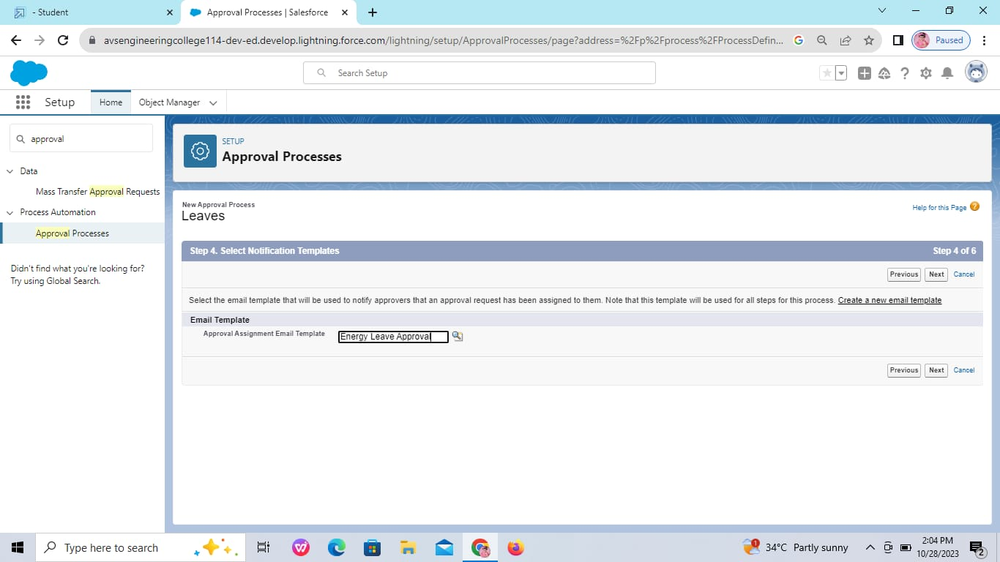 - Student
Approval Processes | Salesforce
avsengineeringcollege114-dev-ed.develop.lightning.force.com/lightning/setup/ApprovalProcesses/page?address=%2Fp%2Fprocess%2FProcessDefin...
Paused
Search Setup
Setup
Home
Object Manager
approval
Data
Mass Transfer Approval Requests
Process Automation
Approval Processes
Didn't find what you're looking for?
Try using Global Search.
SETUP
Approval Processes
New Approval Process
Leaves
Help for this Page
Step 4. Select Notification Templates
Step 4 of 6
Previous Next Cancel
Select the email template that will be used to notify approvers that an approval request has been assigned to them. Note that this template will be used for all steps for this process. Create a new email template
Email Template
Approval Assignment Email Template
Energy Leave Approval
Previous Next Cancel
Type here to search
1
34°C Partly sunny
2:04 PM
10/28/2023
2